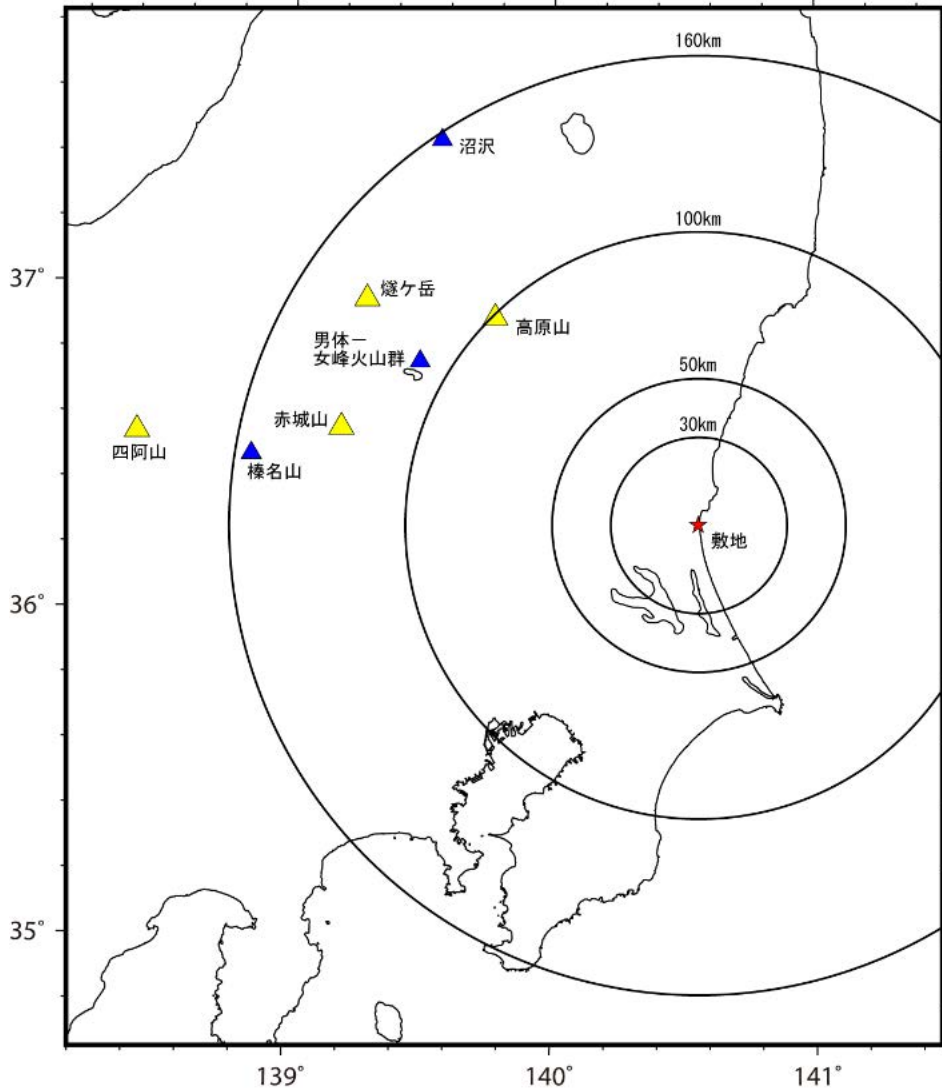 160km
沼沢
100km
37°
燧ケ岳
高原山
男体－
女峰火山群
50km
赤城山
30km
四阿山
榛名山
敷地
36°
35°
139°
140°
141°